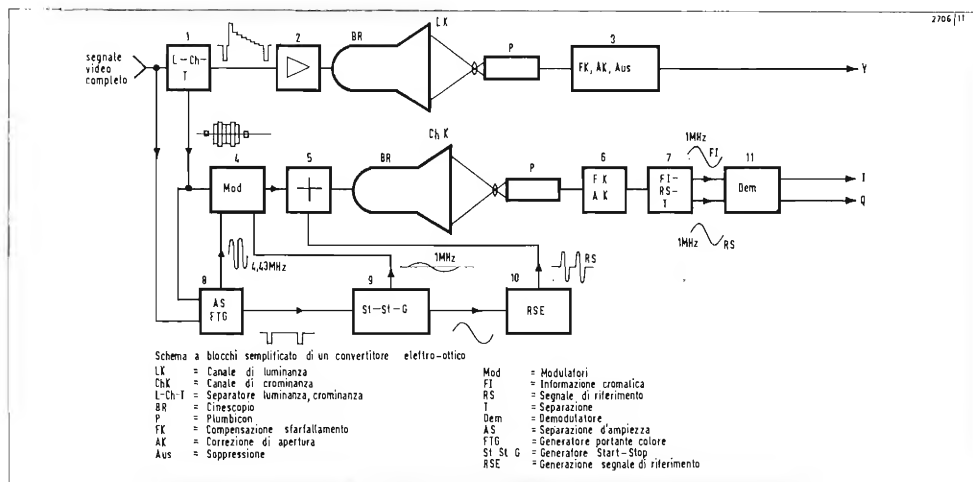 2706/11
LK
BR
P
1
2
3
segnale
video
completo
L-Ch-
T
FK, AK, Aus
Y
ChK
BR
P
1MHz
FI
4
5
6
7
11
Mod
FK
AK
FI-
RS-
T
Dem
I
Q
1MHz
RS
4,43MHz
1MHz
RS
8
9
10
AS
FTG
St-St-G
RSE
Schema a blocchi semplificato di un convertitore elettro-ottico
LK = Canale di luminanza
ChK = Canale di crominanza
L-Ch-T = Separatore luminanza, crominanza
BR = Cinescopio
P = Plumbicon
FK = Compensazione sfarfallamento
AK = Correzione di apertura
Aus = Soppressione
Mod = Modulatori
FI = Informazione cromatica
RS = Segnale di riferimento
T = Separazione
Dem = Demodulatore
AS = Separazione d'ampiezza
FTG = Generatore portante colore
St St G = Generatore Start-Stop
RSE = Generazione segnale di riferimento